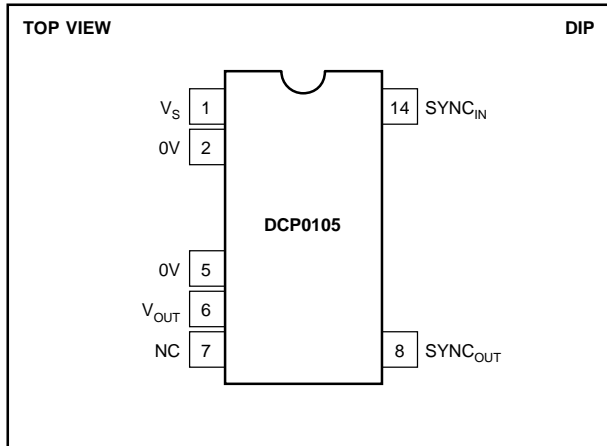 TOP VIEW DIP
V_S 1 14 SYNC_IN
0V 2
DCP0105
0V 5
V_OUT 6
NC 7 8 SYNC_OUT